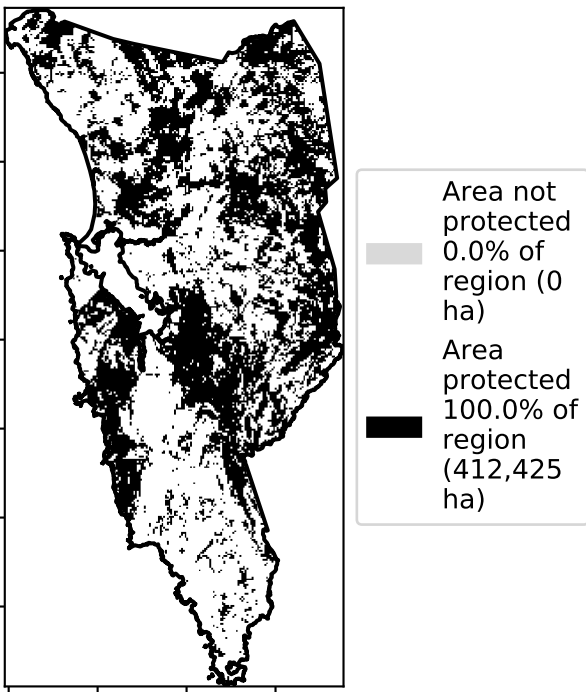 Area not
protected
0.0% of
region (0
ha)
Area
protected
100.0% of
region
(412,425
ha)